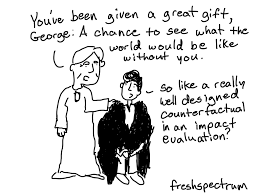 You've been given a great gift,
George: A chance to see what the
world would be like
without you.
so like a really
well designed
counterfactual
in an impact
evaluation?
freshspectrum